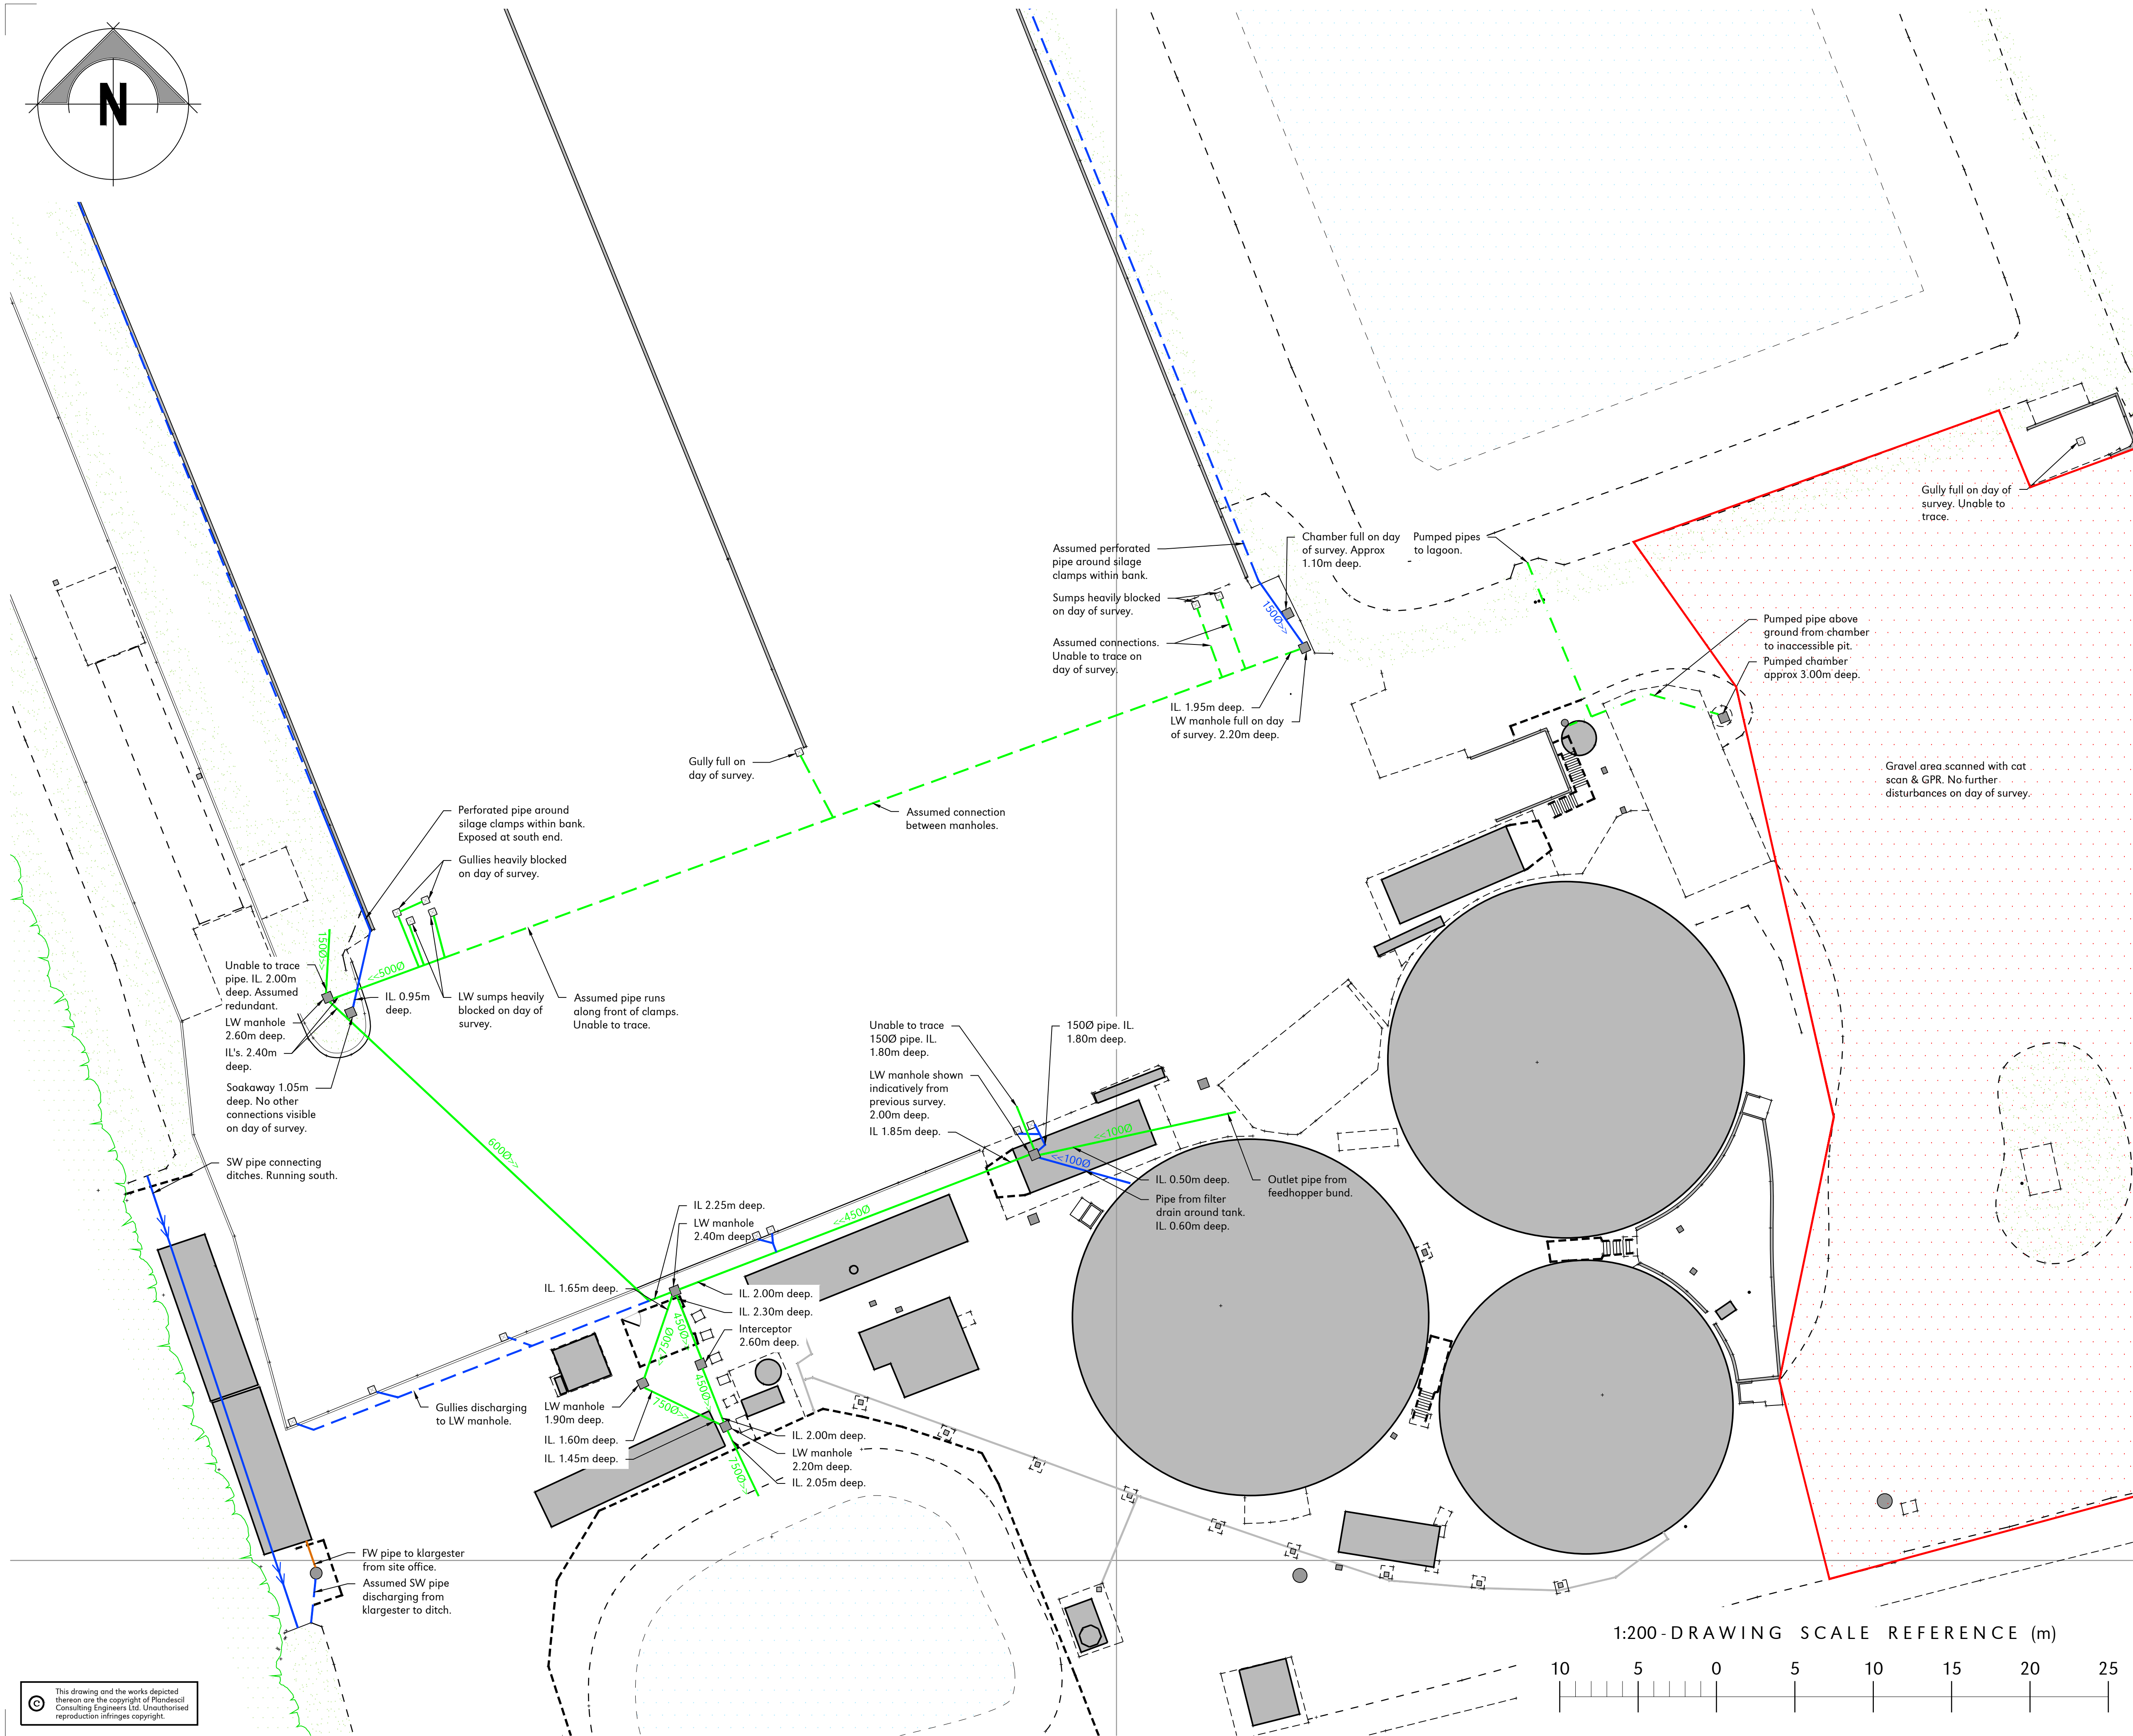 N
Gully full on day of
survey. Unable to
trace.
Assumed perforated
pipe around silage
clamps within bank.
Chamber full on day
of survey. Approx
1.10m deep.
Pumped pipes
to lagoon.
Sumps heavily blocked
on day of survey.
150Ø>>
Assumed connections.
Unable to trace on
day of survey.
Pumped pipe above
ground from chamber
to inaccessible pit.
Pumped chamber
approx 3.00m deep.
IL. 1.95m deep.
LW manhole full on day
of survey. 2.20m deep.
Gully full on
day of survey.
Gravel area scanned with cat
scan & GPR. No further
disturbances on day of survey.
Assumed connection
between manholes.
Perforated pipe around
silage clamps within bank.
Exposed at south end.
Gullies heavily blocked
on day of survey.
150Ø>>
<<500Ø
Unable to trace
pipe. IL. 2.00m
deep. Assumed
redundant.
LW manhole
2.60m deep.
IL's. 2.40m
deep.
Soakaway 1.05m
deep. No other
connections visible
on day of survey.
IL. 0.95m
deep.
LW sumps heavily
blocked on day of
survey.
Assumed pipe runs
along front of clamps.
Unable to trace.
Unable to trace
150Ø pipe. IL.
1.80m deep.
150Ø pipe. IL.
1.80m deep.
LW manhole shown
indicatively from
previous survey.
2.00m deep.
IL 1.85m deep.
<<100Ø
<<100Ø
600Ø>>
SW pipe connecting
ditches. Running south.
IL. 0.50m deep.
Pipe from filter
drain around tank.
IL. 0.60m deep.
Outlet pipe from
feedhopper bund.
IL 2.25m deep.
LW manhole
2.40m deep.
<<450Ø
IL. 1.65m deep.
IL. 2.00m deep.
IL. 2.30m deep.
Interceptor
2.60m deep.
450Ø>>
<<750Ø
450Ø>>
750Ø>>
Gullies discharging
to LW manhole.
LW manhole
1.90m deep.
IL. 1.60m deep.
IL. 1.45m deep.
IL. 2.00m deep.
LW manhole
2.20m deep.
IL. 2.05m deep.
750Ø>>
FW pipe to klargester
from site office.
Assumed SW pipe
discharging from
klargester to ditch.
1:200 - DRAWING SCALE REFERENCE (m)
10 5 0 5 10 15 20 25
© This drawing and the works depicted
thereon are the copyright of Plandescil
Consulting Engineers Ltd. Unauthorised
reproduction infringes copyright.